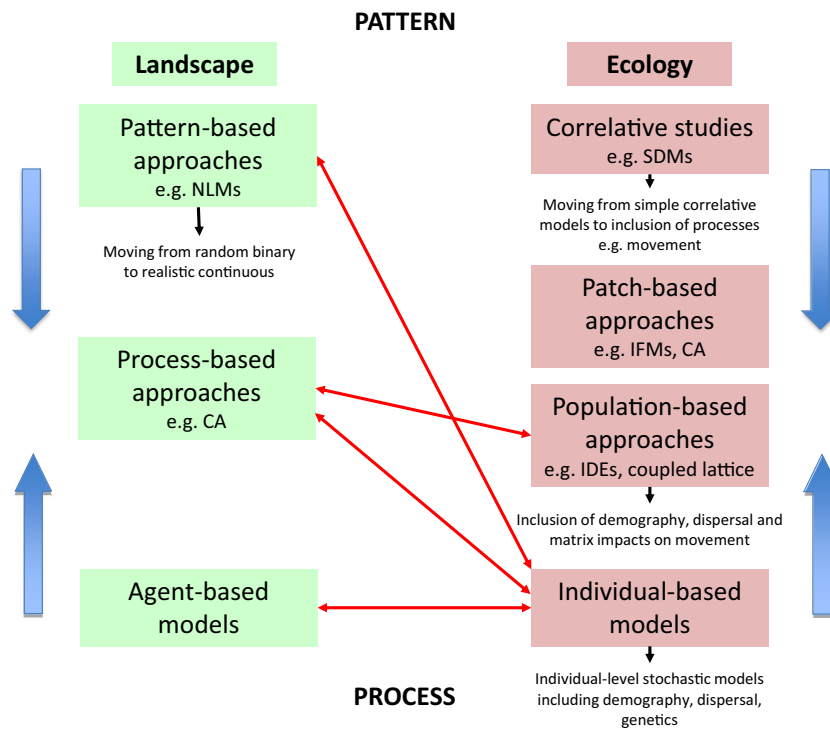 PATTERN
Landscape
Pattern-based
approaches
e.g. NLMs
Moving from random binary
to realistic continuous
Process-based
approaches
e.g. CA
Agent-based
models
Ecology
Correlative studies
e.g. SDMs
Moving from simple correlative
models to inclusion of processes
e.g. movement
Patch-based
approaches
e.g. IFMs, CA
Population-based
approaches
e.g. IDEs, coupled lattice
Inclusion of demography, dispersal and
matrix impacts on movement
Individual-based
models
Individual-level stochastic models
including demography, dispersal,
genetics
PROCESS